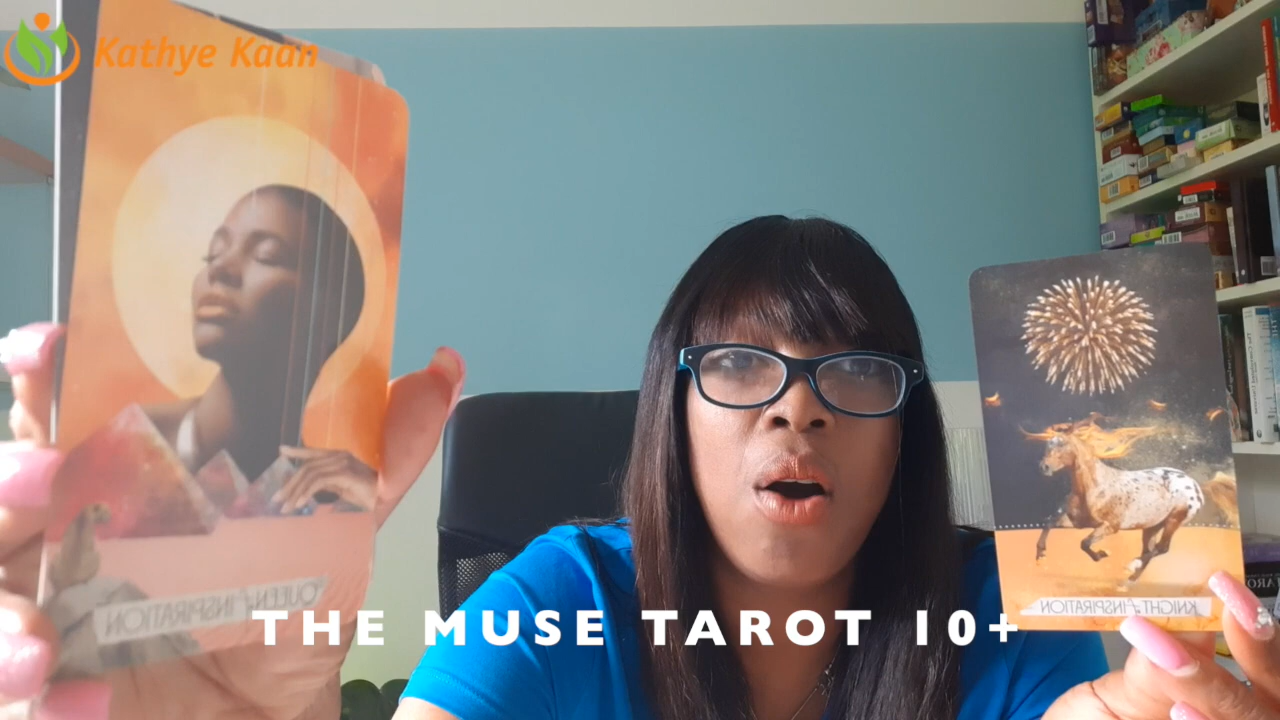 Kathye Kaan
QUEEN of INSPIRATION
KNIGHT of INSPIRATION
THE MUSE TAROT 10+